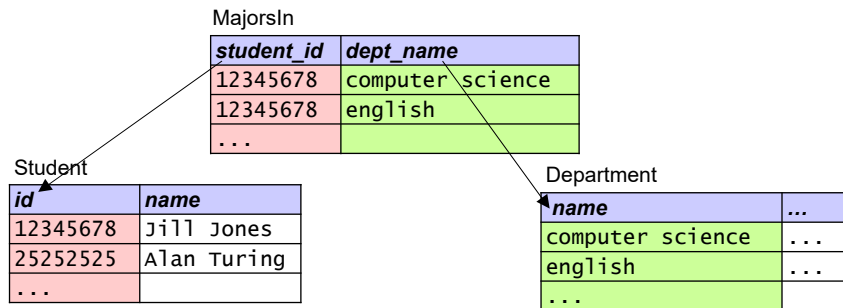 MajorsIn
student_id dept_name
12345678 computer science
12345678 english
...
Student
id name
12345678 Jill Jones
25252525 Alan Turing
...
Department
name ...
computer science ...
english ...
...